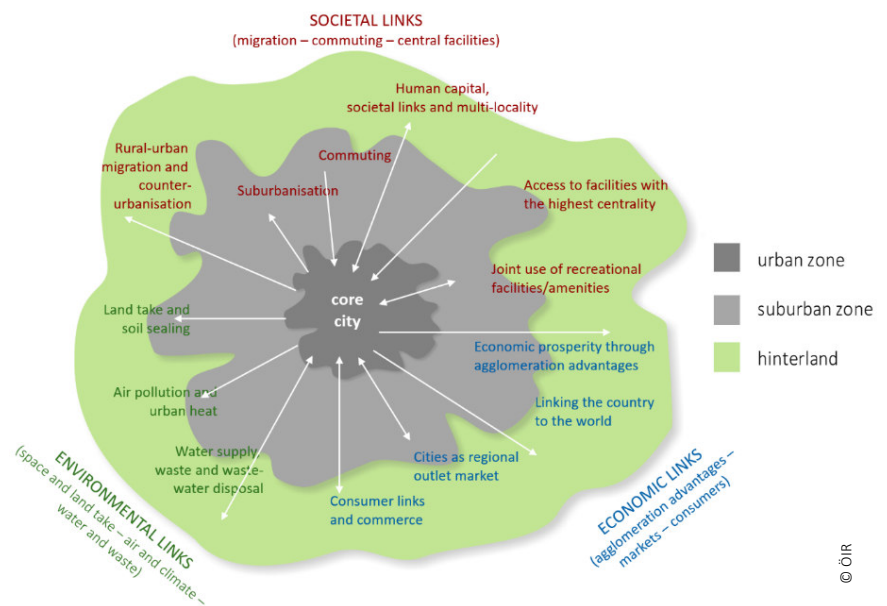 SOCIETAL LINKS
(migration – commuting – central facilities)
Human capital,
societal links and multi-locality
Rural-urban
migration and
counter-
urbanisation
Commuting
Suburbanisation
Access to facilities with
the highest centrality
Joint use of recreational
facilities/amenities
core
city
urban zone
suburban zone
hinterland
Land take and
soil sealing
Economic prosperity through
agglomeration advantages
Air pollution and
urban heat
Linking the country
to the world
Water supply,
waste and waste-
water disposal
Cities as regional
outlet market
Consumer links
and commerce
ENVIRONMENTAL LINKS
(space and land take – air and climate –
water and waste)
ECONOMIC LINKS
(agglomeration advantages –
markets – consumers)
© ÖIR